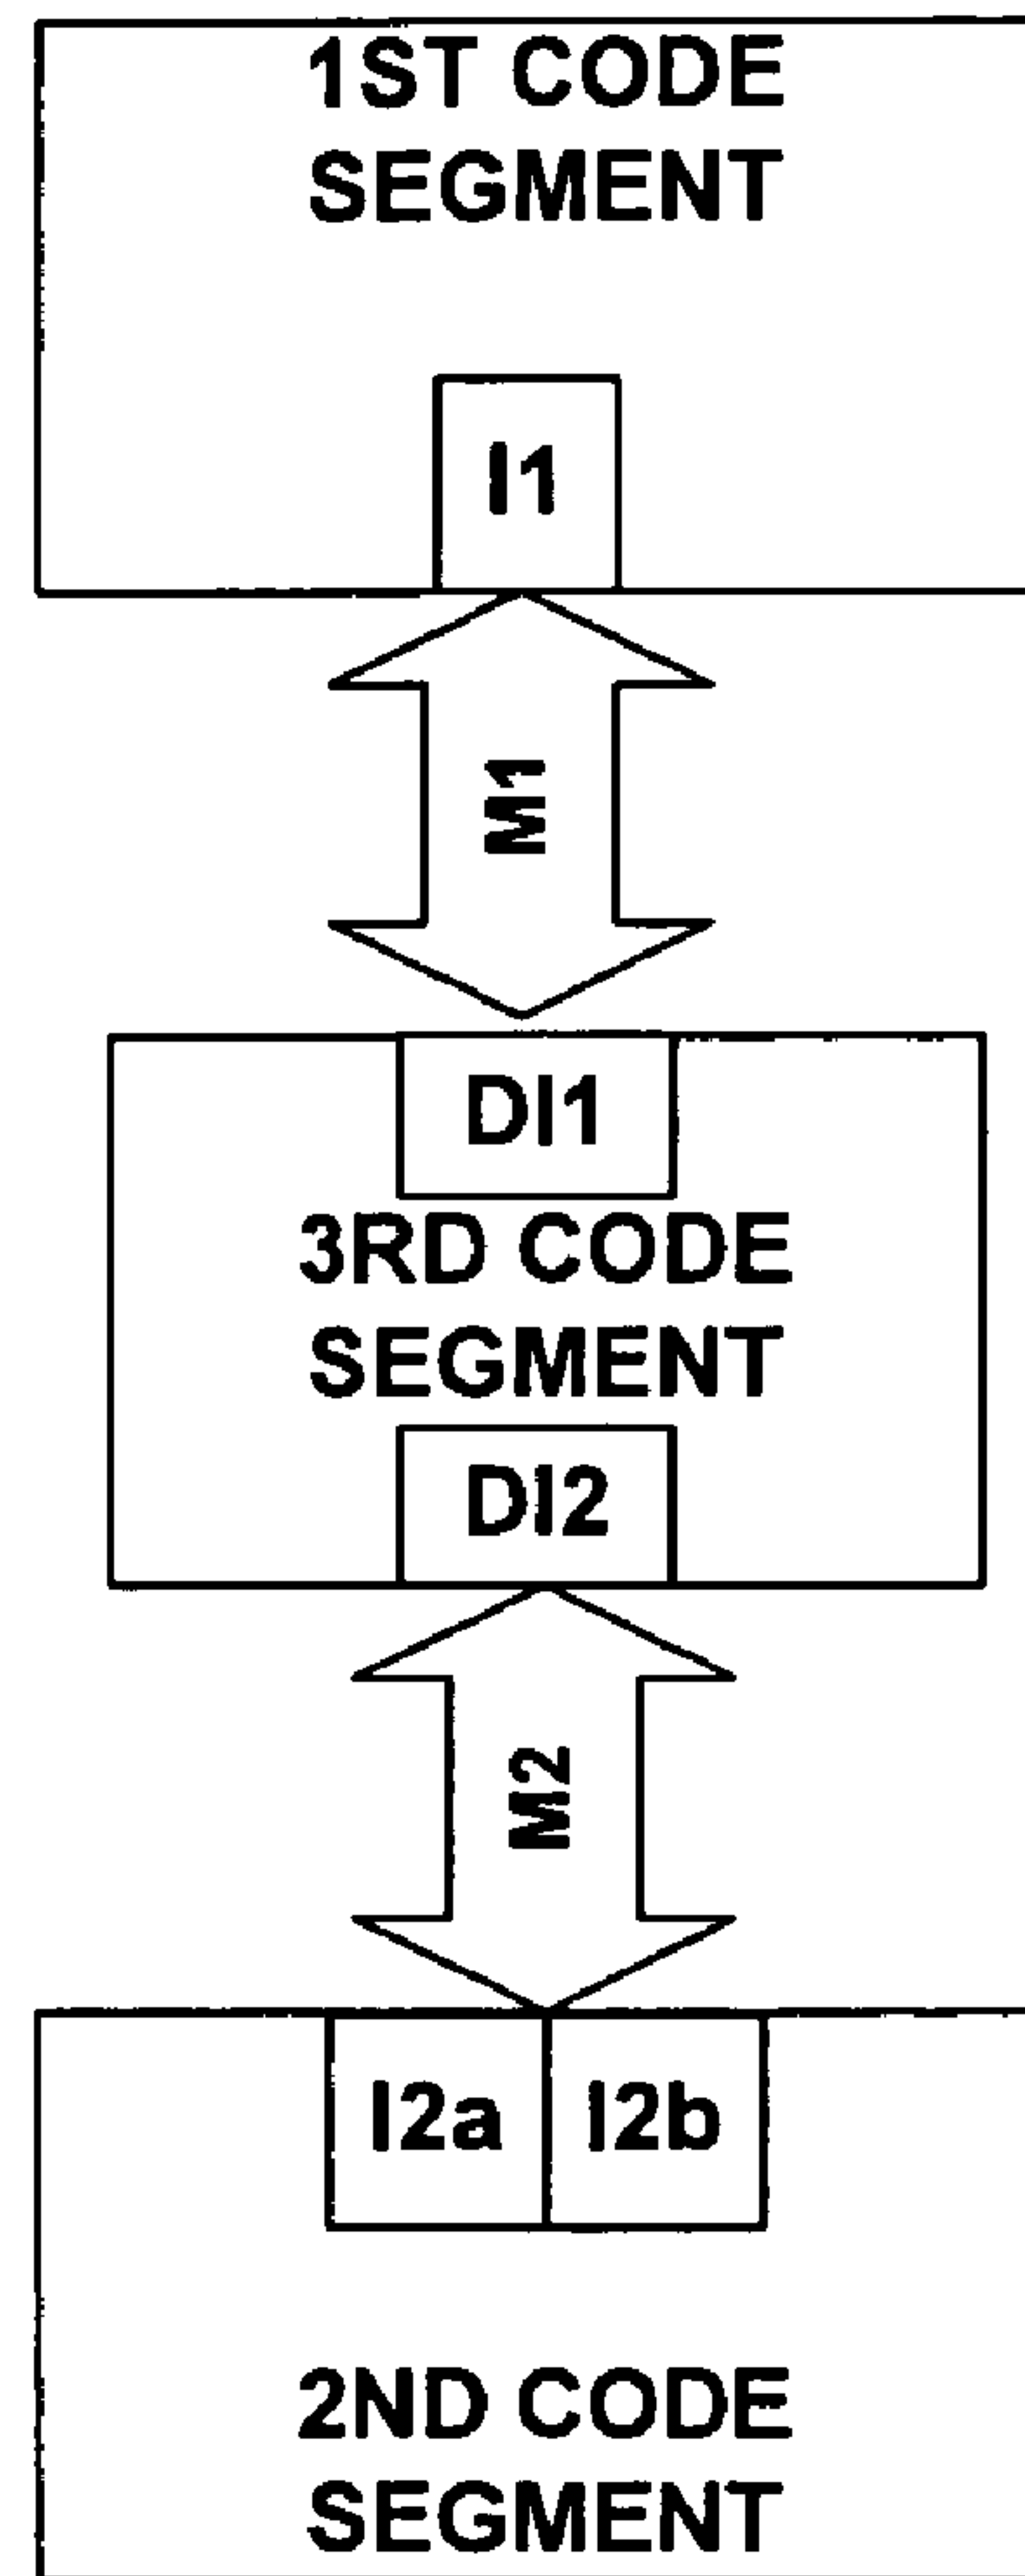 1ST CODE
SEGMENT
I1
M1
DI1
3RD CODE
SEGMENT
DI2
M2
I2a I2b
2ND CODE
SEGMENT